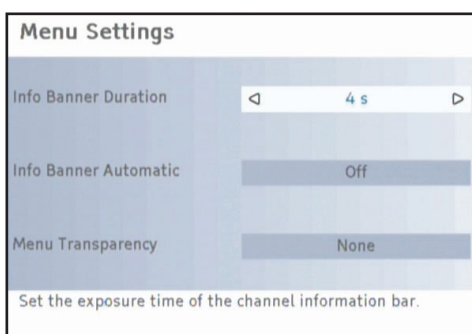 Menu Settings
Info Banner Duration 4 s
Info Banner Automatic Off
Menu Transparency None
Set the exposure time of the channel information bar.